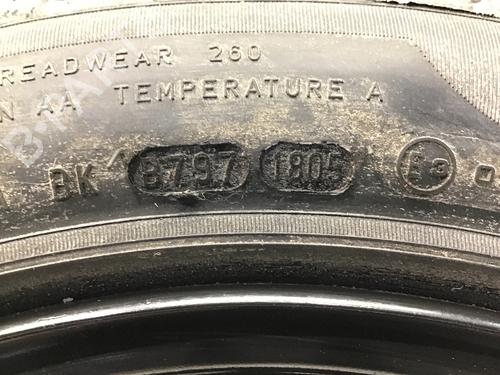 READWEAR 260
N AA TEMPERATURE A
BK 8797 1805 E3